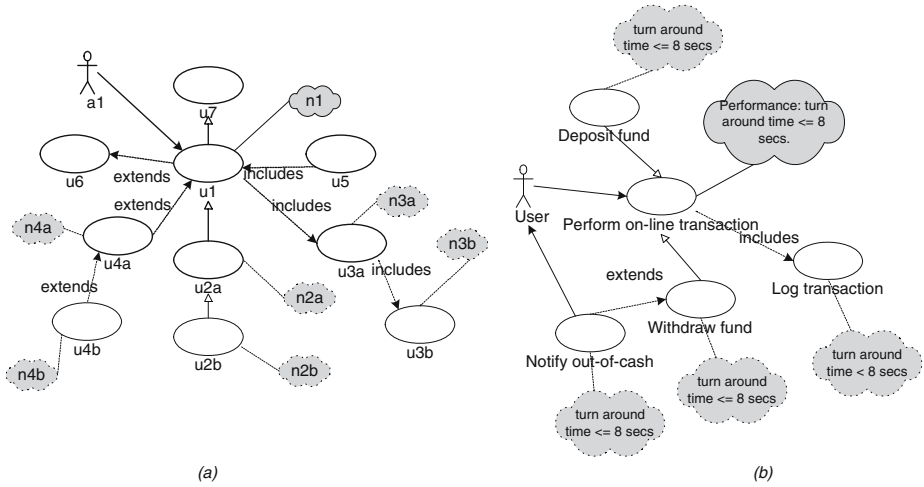 a1
u7
n1
u6
extends
u1
includes
u5
extends
includes
n3a
n4a
u4a
u3a
n3b
includes
extends
u2a
n2a
u4b
u2b
u3b
n4b
n2b
(a)
turn around
time <= 8 secs
Deposit fund
Performance: turn
around time <= 8
secs.
User
Perform on-line transaction
includes
extends
Log transaction
Withdraw fund
Notify out-of-cash
turn around
time < 8 secs
turn around
time <= 8 secs
turn around
time <= 8 secs
(b)